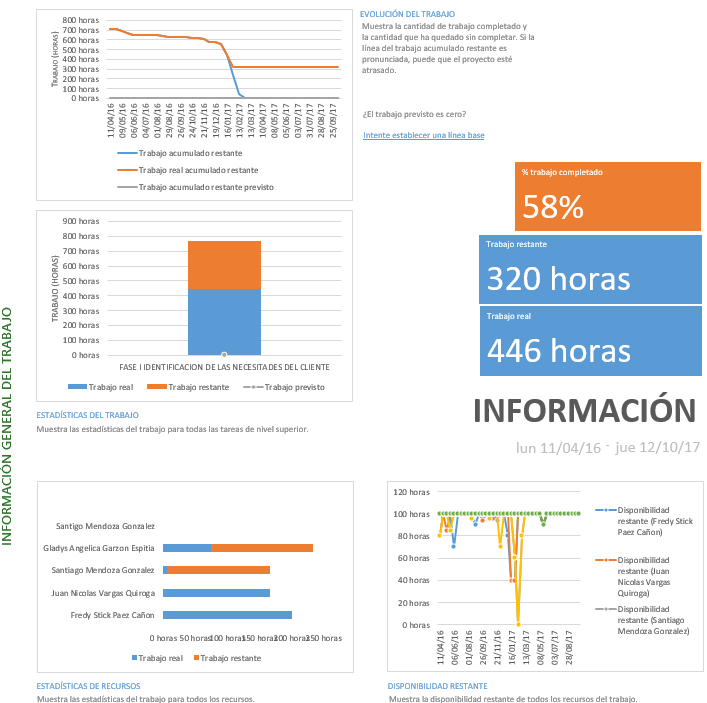 INFORMACIÓN GENERAL DEL TRABAJO
800 horas
700 horas
600 horas
500 horas
400 horas
300 horas
200 horas
100 horas
0 horas
TRABAJO (HORAS)
11/04/16
09/05/16
06/06/16
04/07/16
01/08/16
29/08/16
26/09/16
24/10/16
21/11/16
19/12/16
16/01/17
13/02/17
13/03/17
10/04/17
08/05/17
05/06/17
03/07/17
31/07/17
28/08/17
25/09/17
Trabajo acumulado restante
Trabajo real acumulado restante
Trabajo acumulado restante previsto
EVOLUCIÓN DEL TRABAJO
Muestra la cantidad de trabajo completado y
la cantidad que ha quedado sin completar. Si la
línea del trabajo acumulado restante es
pronunciada, puede que el proyecto esté
atrasado.
¿El trabajo previsto es cero?
Intente establecer una línea base
% trabajo completado
58%
Trabajo restante
320 horas
Trabajo real
446 horas
INFORMACIÓN
lun 11/04/16 - jue 12/10/17
900 horas
800 horas
700 horas
600 horas
500 horas
400 horas
300 horas
200 horas
100 horas
0 horas
TRABAJO (HORAS)
FASE I IDENTIFICACION DE LAS NECESITADES DEL CLIENTE
Trabajo real
Trabajo restante
Trabajo previsto
ESTADÍSTICAS DEL TRABAJO
Muestra las estadísticas del trabajo para todas las tareas de nivel superior.
Santigo Mendoza Gonzalez
Gladys Angelica Garzon Espitia
Santiago Mendoza Gonzalez
Juan Nicolas Vargas Quiroga
Fredy Stick Paez Cañon
0 horas 50 horas 100 horas 150 horas 200 horas 250 horas
Trabajo real
Trabajo restante
ESTADÍSTICAS DE RECURSOS
Muestra las estadísticas del trabajo para todos los recursos.
120 horas
100 horas
80 horas
60 horas
40 horas
20 horas
0 horas
11/04/16
06/06/16
01/08/16
26/09/16
21/11/16
16/01/17
13/03/17
08/05/17
03/07/17
28/08/17
Disponibilidad
restante (Fredy Stick
Paez Cañon)
Disponibilidad
restante (Juan
Nicolas Vargas
Quiroga)
Disponibilidad
restante (Santiago
Mendoza Gonzalez)
DISPONIBILIDAD RESTANTE
Muestra la disponibilidad restante de todos los recursos del trabajo.